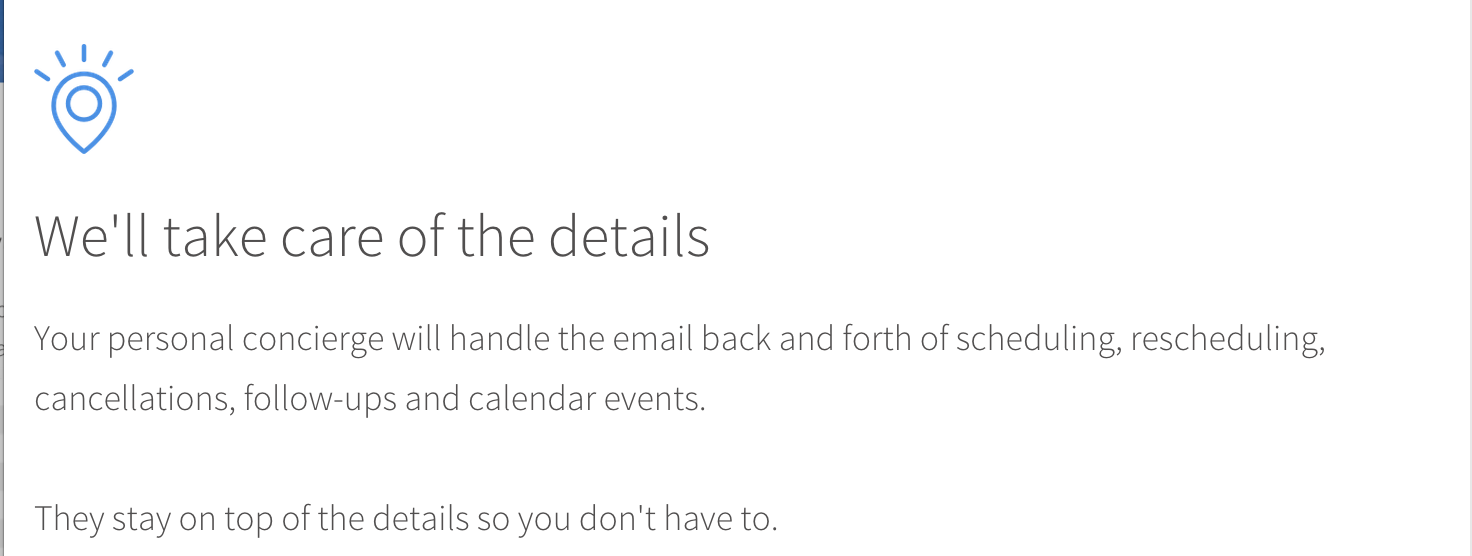 We'll take care of the details
Your personal concierge will handle the email back and forth of scheduling, rescheduling,
cancellations, follow-ups and calendar events.
They stay on top of the details so you don't have to.